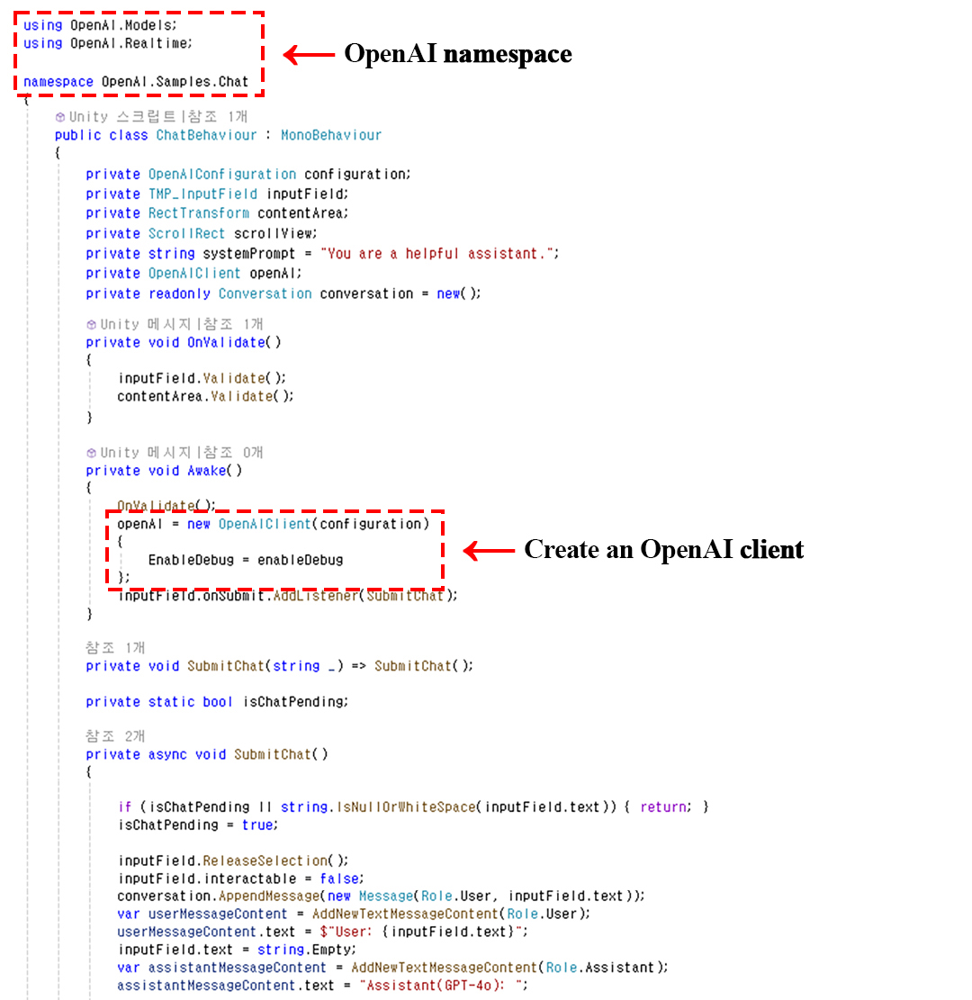 using OpenAI.Models;
using OpenAI.Realtime;
OpenAI namespace
namespace OpenAI.Samples.Chat
{
Unity 스크립트|참조 1개
public class ChatBehaviour : MonoBehaviour
{
private OpenAIConfiguration configuration;
private TMP_InputField inputField;
private RectTransform contentArea;
private ScrollRect scrollView;
private string systemPrompt = "You are a helpful assistant.";
private OpenAIClient openAI;
private readonly Conversation conversation = new();
Unity 메시지|참조 1개
private void OnValidate()
{
inputField.Validate();
contentArea.Validate();
}
Unity 메시지|참조 0개
private void Awake()
{
OnValidate();
openAI = new OpenAIClient(configuration)
{
Create an OpenAI client
EnableDebug = enableDebug
};
inputField.onSubmit.AddListener(SubmitChat);
}
참조 1개
private void SubmitChat(string _) => SubmitChat();
private static bool isChatPending;
참조 2개
private async void SubmitChat()
{
if (isChatPending || string.IsNullOrWhiteSpace(inputField.text)) { return; }
isChatPending = true;
inputField.ReleaseSelection();
inputField.interactable = false;
conversation.AppendMessage(new Message(Role.User, inputField.text));
var userMessageContent = AddNewTextMessageContent(Role.User);
userMessageContent.text = $"User: {inputField.text}";
inputField.text = string.Empty;
var assistantMessageContent = AddNewTextMessageContent(Role.Assistant);
assistantMessageContent.text = "Assistant(GPT-4o): ";